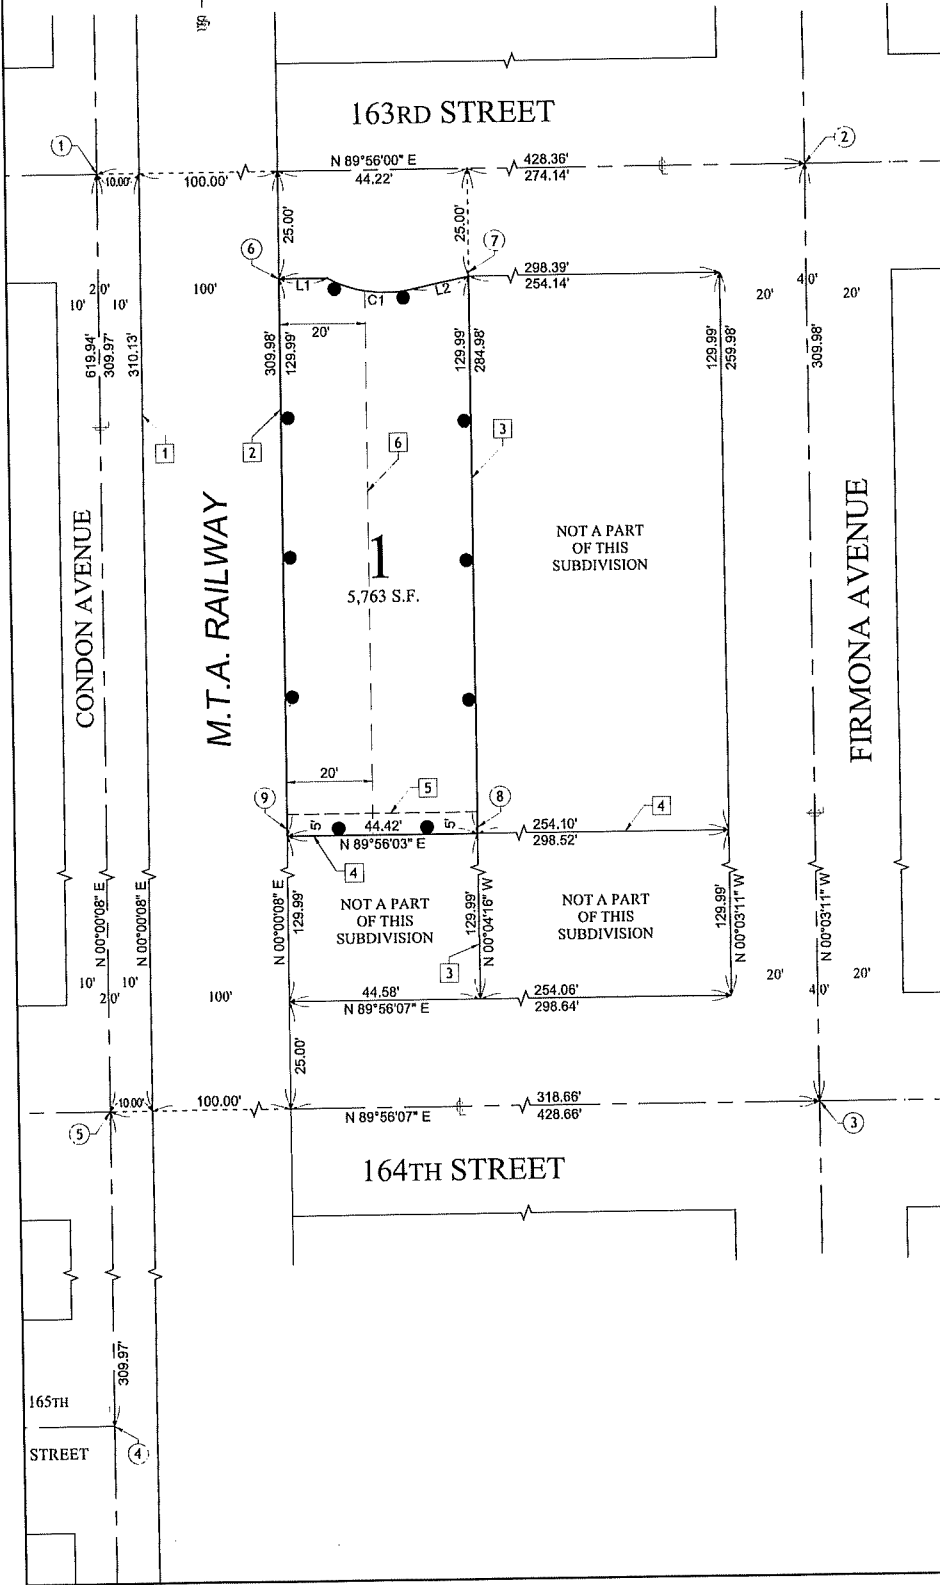 163RD STREET
1
2
N 89°56'00" E
44.22'
428.36'
274.14'
10.00'
100.00'
25.00'
25.00'
6
7
298.39'
254.14'
L1
C1
L2
10'
20'
10'
100'
20'
20'
40'
20'
619.94'
309.97'
310.13'
309.98'
129.99'
129.99'
284.98'
129.99'
259.98'
309.98'
1
2
3
6
CONDON AVENUE
M.T.A. RAILWAY
1
5,763 S.F.
NOT A PART
OF THIS
SUBDIVISION
FIRMONA AVENUE
20'
5
9
8
4
5'
44.42'
5'
N 89°56'03" E
254.10'
298.52'
4
N 00°00'08" E
N 00°00'08" E
N 00°00'08" E
129.99'
NOT A PART
OF THIS
SUBDIVISION
129.99'
N 00°04'16" W
3
NOT A PART
OF THIS
SUBDIVISION
129.99'
N 00°03'11" W
N 00°03'11" W
10'
20'
10'
100'
20'
40'
20'
44.58'
N 89°56'07" E
254.06'
298.64'
25.00'
10.00'
100.00'
N 89°56'07" E
318.66'
428.66'
5
3
164TH STREET
309.97'
165TH
STREET
4